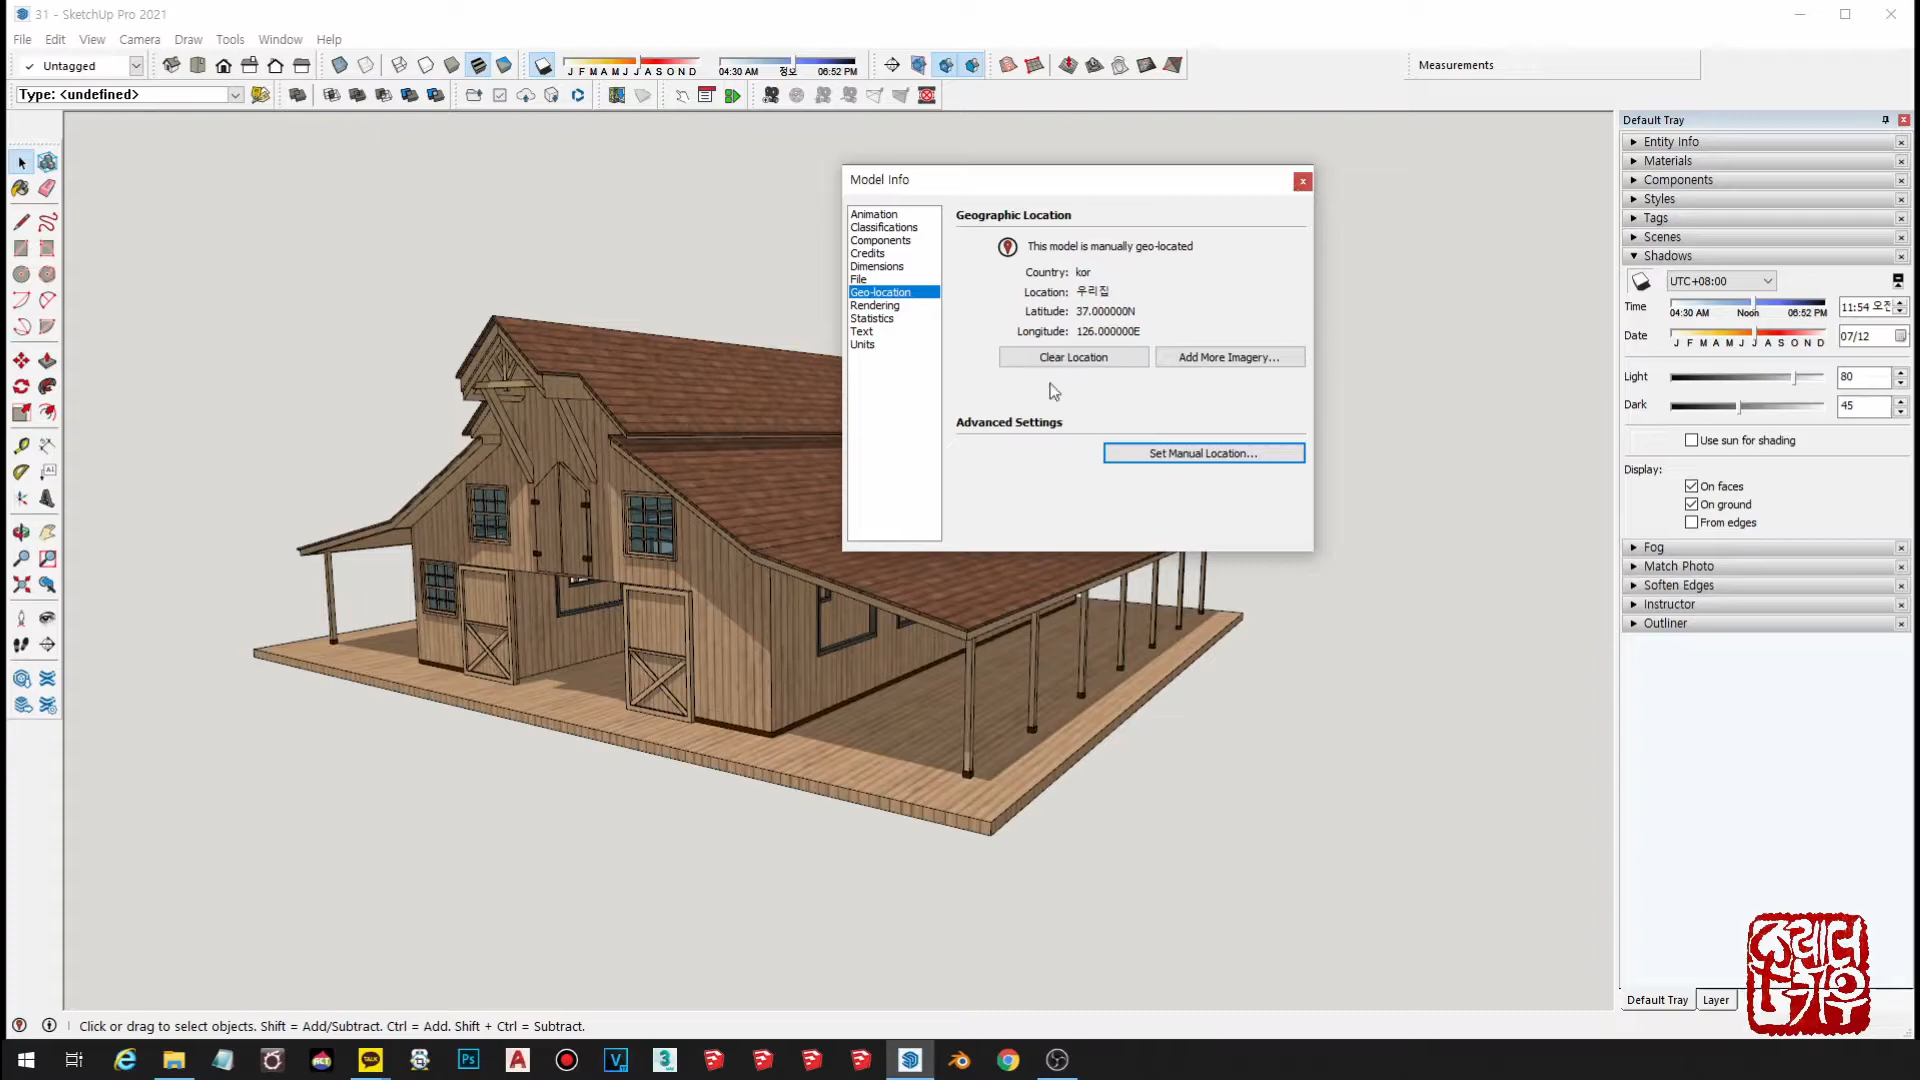 31 - SketchUp Pro 2021
File Edit View Camera Draw Tools Window Help
Untagged
J F M A M J J A S O N D
04:30 AM 정보 06:52 PM
Measurements
Type: <undefined>
Default Tray
Entity Info
Materials
Components
Styles
Tags
Scenes
Shadows
UTC+08:00
Time
04:30 AM Noon 06:52 PM
11:54 오전
Date
J F M A M J J A S O N D
07/12
Light 80
Dark 45
Use sun for shading
Display:
On faces
On ground
From edges
Fog
Match Photo
Soften Edges
Instructor
Outliner
Model Info
Animation
Classifications
Components
Credits
Dimensions
File
Geo-location
Rendering
Statistics
Text
Units
Geographic Location
This model is manually geo-located
Country: kor
Location: 우리집
Latitude: 37.000000N
Longitude: 126.000000E
Clear Location Add More Imagery...
Advanced Settings
Set Manual Location...
Default Tray Layer
Click or drag to select objects. Shift = Add/Subtract. Ctrl = Add. Shift + Ctrl = Subtract.